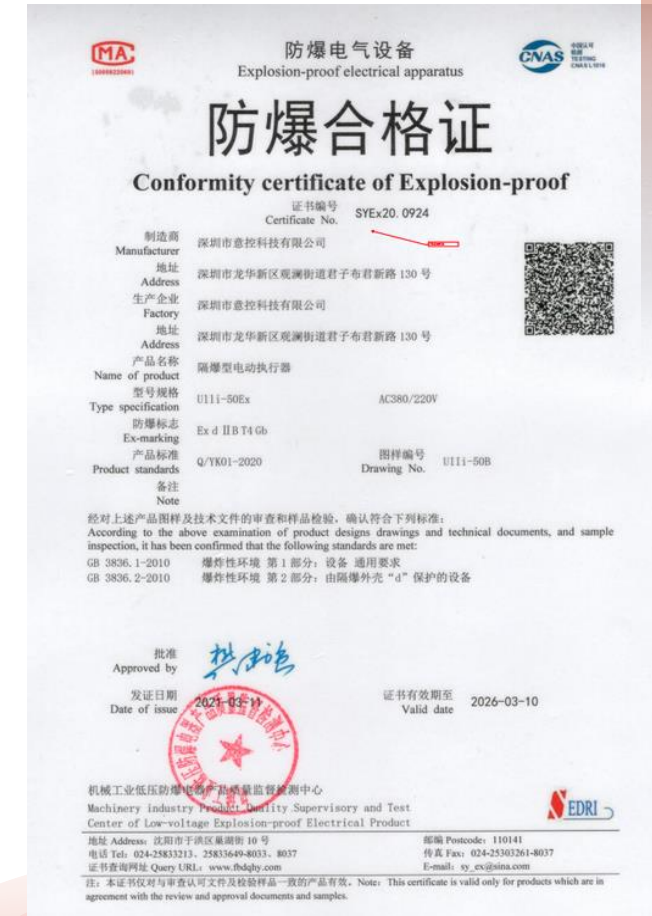 MA
防爆电气设备
Explosion-proof electrical apparatus
CNAS
TESTING
防爆合格证
Conformity certificate of Explosion-proof
证书编号
Certificate No. SYEx20.0924
制造商
Manufacturer 深圳市意控科技有限公司
地址
Address 深圳市龙华新区观澜街道君子布君新路 130 号
生产企业
Factory 深圳市意控科技有限公司
地址
Address 深圳市龙华新区观澜街道君子布君新路 130 号
产品名称
Name of product 隔爆型电动执行器
型号规格
Type specification U11i-50Ex AC380/220V
防爆标志
Ex-marking Ex d ⅡB T4 Gb
产品标准 图样编号
Product standards Q/YK01-2020 Drawing No. U11i-50B
备注
Note
经对上述产品图样及技术文件的审查和样品检验，确认符合下列标准：
According to the above examination of product designs drawings and technical documents, and sample
inspection, it has been confirmed that the following standards are met:
GB 3836.1-2010 爆炸性环境 第 1 部分：设备 通用要求
GB 3836.2-2010 爆炸性环境 第 2 部分：由隔爆外壳“d”保护的设备
批准
Approved by
发证日期 证书有效期至
Date of issue 2021-03-11 Valid date 2026-03-10
机械工业低压防爆电器产品质量监督检测中心
Machinery industry Product Quality Supervisory and Test
Center of Low-voltage Explosion-proof Electrical Product
SEDRI
地址 Address: 沈阳市于洪区巢湖街 10 号 邮编 Postcode: 110141
电话 Tel: 024-25833213、25833649-8033、8037 传真 Fax: 024-25303261-8037
证书查询网址 Query URL: www.fbdqhy.com E-mail: sy_ex@sina.com
注：本证书仅对与审查认可文件及检验样品一致的产品有效。Note: This certificate is valid only for products which are in
agreement with the review and approval documents and samples.